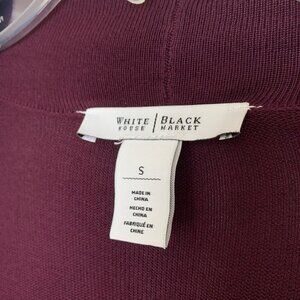 WHITE | BLACK
HOUSE | MARKET
S
MADE IN
CHINA
HECHO EN
CHINA
FABRIQUÉ EN
CHINE